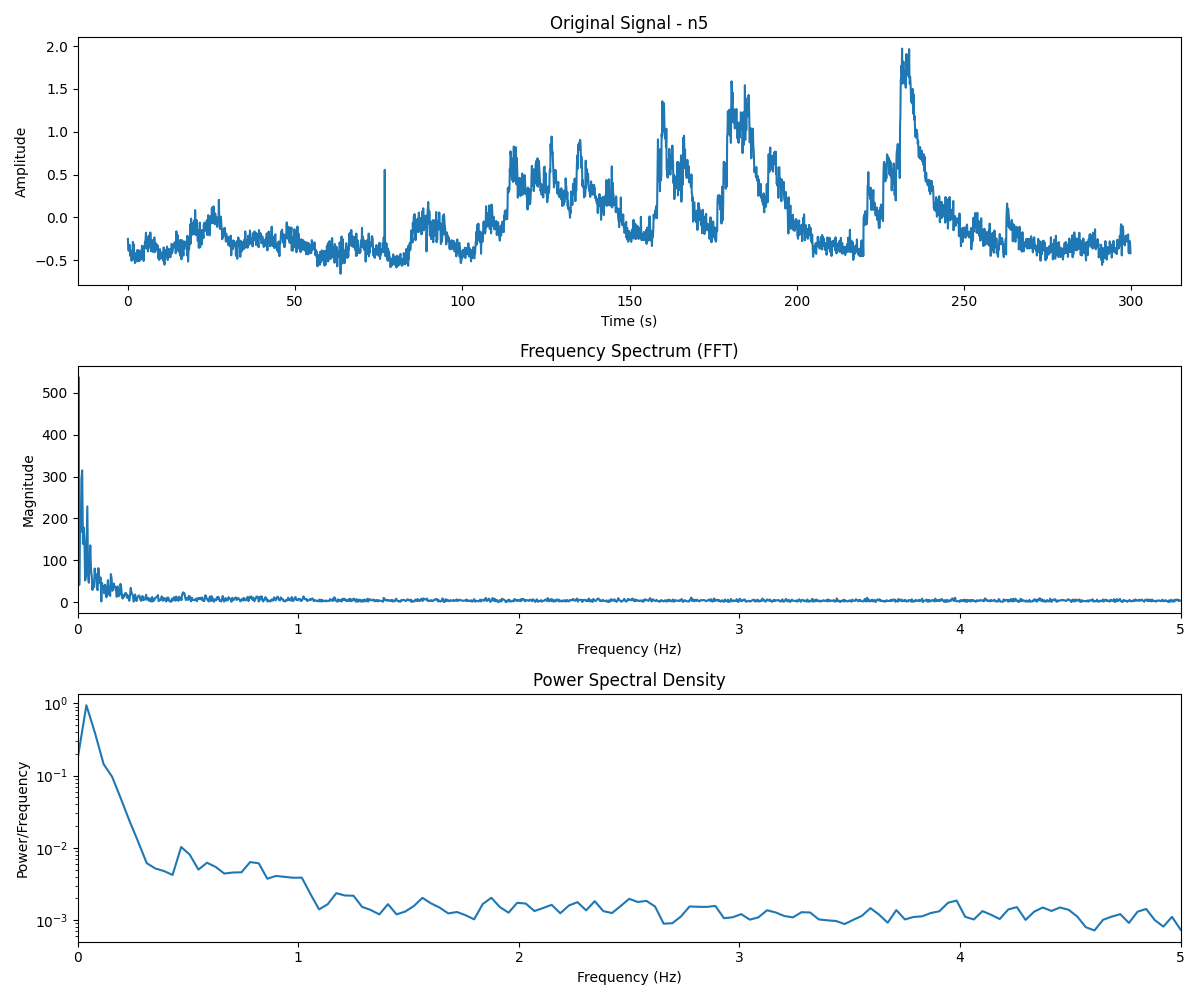 Original Signal - n5
2.0
1.5
1.0
0.5
0.0
−0.5
Amplitude
0 50 100 150 200 250 300
Time (s)
Frequency Spectrum (FFT)
500
400
300
200
100
0
Magnitude
0 1 2 3 4 5
Frequency (Hz)
Power Spectral Density
10⁰
10⁻¹
10⁻²
10⁻³
Power/Frequency
0 1 2 3 4 5
Frequency (Hz)